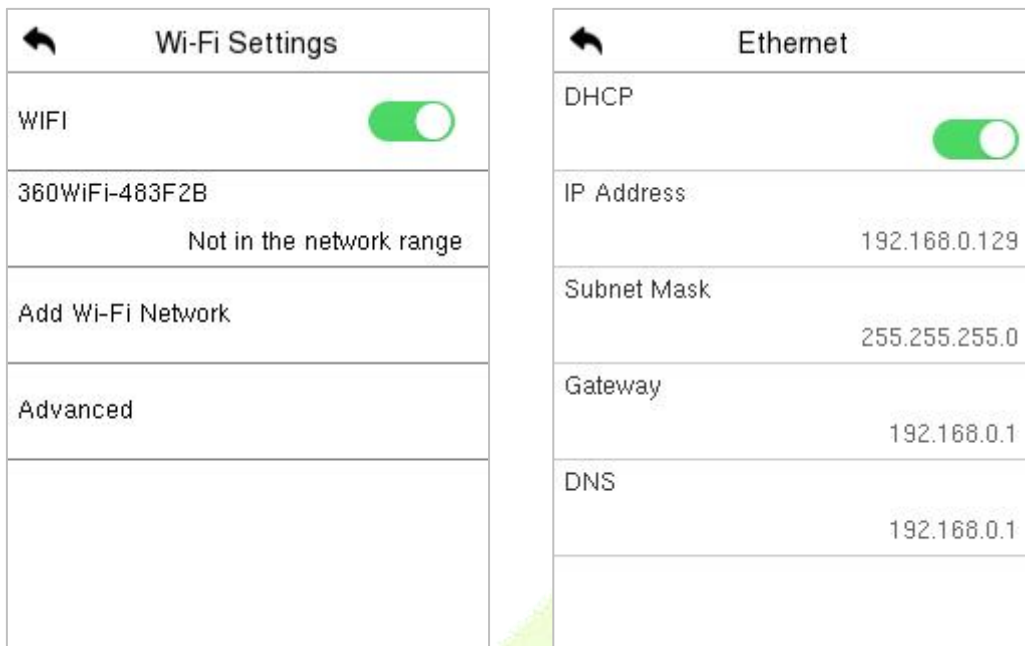 Wi-Fi Settings
WIFI
360WiFi-483F2B
Not in the network range
Add Wi-Fi Network
Advanced
Ethernet
DHCP
IP Address
192.168.0.129
Subnet Mask
255.255.255.0
Gateway
192.168.0.1
DNS
192.168.0.1